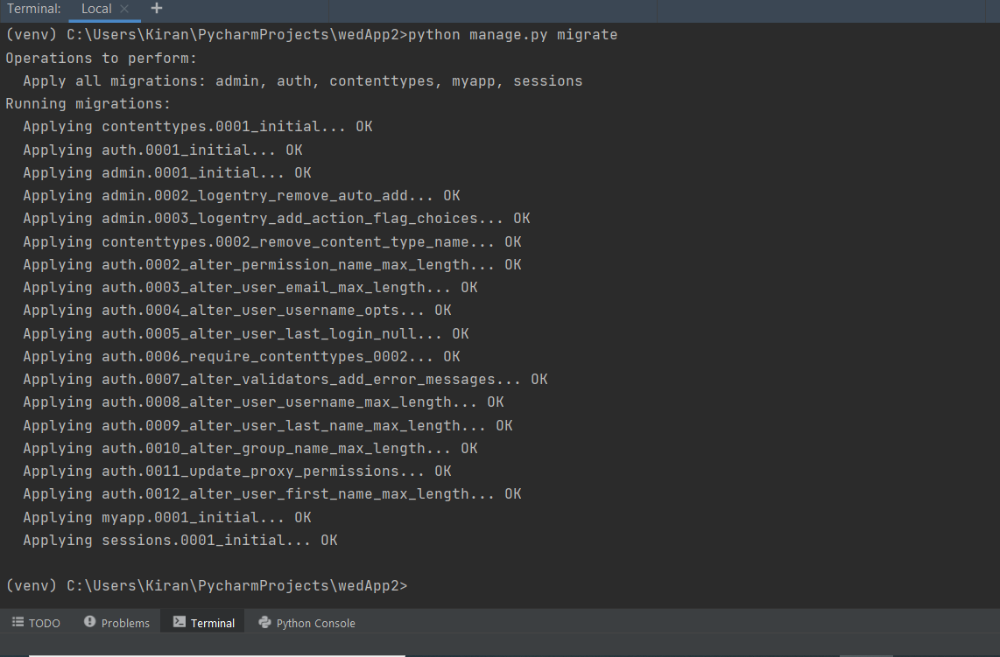 Terminal: Local × +
(venv) C:\Users\Kiran\PycharmProjects\wedApp2>python manage.py migrate
Operations to perform:
  Apply all migrations: admin, auth, contenttypes, myapp, sessions
Running migrations:
  Applying contenttypes.0001_initial... OK
  Applying auth.0001_initial... OK
  Applying admin.0001_initial... OK
  Applying admin.0002_logentry_remove_auto_add... OK
  Applying admin.0003_logentry_add_action_flag_choices... OK
  Applying contenttypes.0002_remove_content_type_name... OK
  Applying auth.0002_alter_permission_name_max_length... OK
  Applying auth.0003_alter_user_email_max_length... OK
  Applying auth.0004_alter_user_username_opts... OK
  Applying auth.0005_alter_user_last_login_null... OK
  Applying auth.0006_require_contenttypes_0002... OK
  Applying auth.0007_alter_validators_add_error_messages... OK
  Applying auth.0008_alter_user_username_max_length... OK
  Applying auth.0009_alter_user_last_name_max_length... OK
  Applying auth.0010_alter_group_name_max_length... OK
  Applying auth.0011_update_proxy_permissions... OK
  Applying auth.0012_alter_user_first_name_max_length... OK
  Applying myapp.0001_initial... OK
  Applying sessions.0001_initial... OK
(venv) C:\Users\Kiran\PycharmProjects\wedApp2>
TODO Problems Terminal Python Console